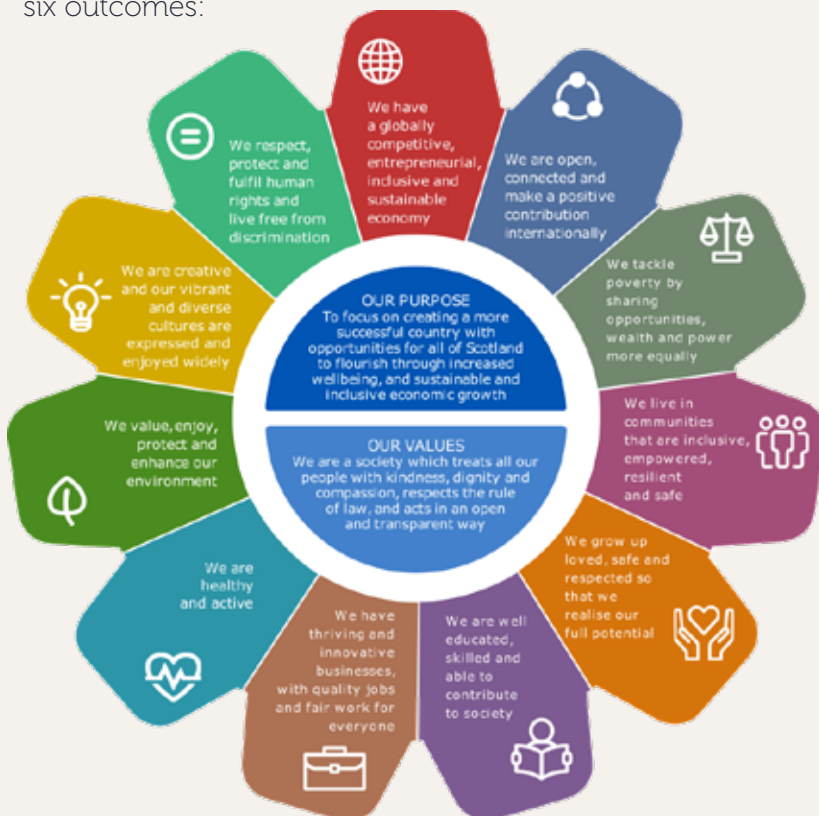 six outcomes:
We have
a globally
competitive,
entrepreneurial,
inclusive and
sustainable
economy
We are open,
connected and
make a positive
contribution
internationally
We tackle
poverty by
sharing
opportunities,
wealth and power
more equally
We live in
communities
that are inclusive,
empowered,
resilient
and safe
We grow up
loved, safe and
respected so
that we
realise our
full potential
We are well
educated,
skilled and
able to
contribute
to society
We have
thriving and
innovative
businesses,
with quality jobs
and fair work for
everyone
We are
healthy
and active
We value, enjoy,
protect and
enhance our
environment
We are creative
and our vibrant
and diverse
cultures are
expressed and
enjoyed widely
We respect,
protect and
fulfil human
rights and
live free from
discrimination
OUR PURPOSE
To focus on creating a more
successful country with
opportunities for all of Scotland
to flourish through increased
wellbeing, and sustainable and
inclusive economic growth
OUR VALUES
We are a society which treats all our
people with kindness, dignity and
compassion, respects the rule
of law, and acts in an open
and transparent way